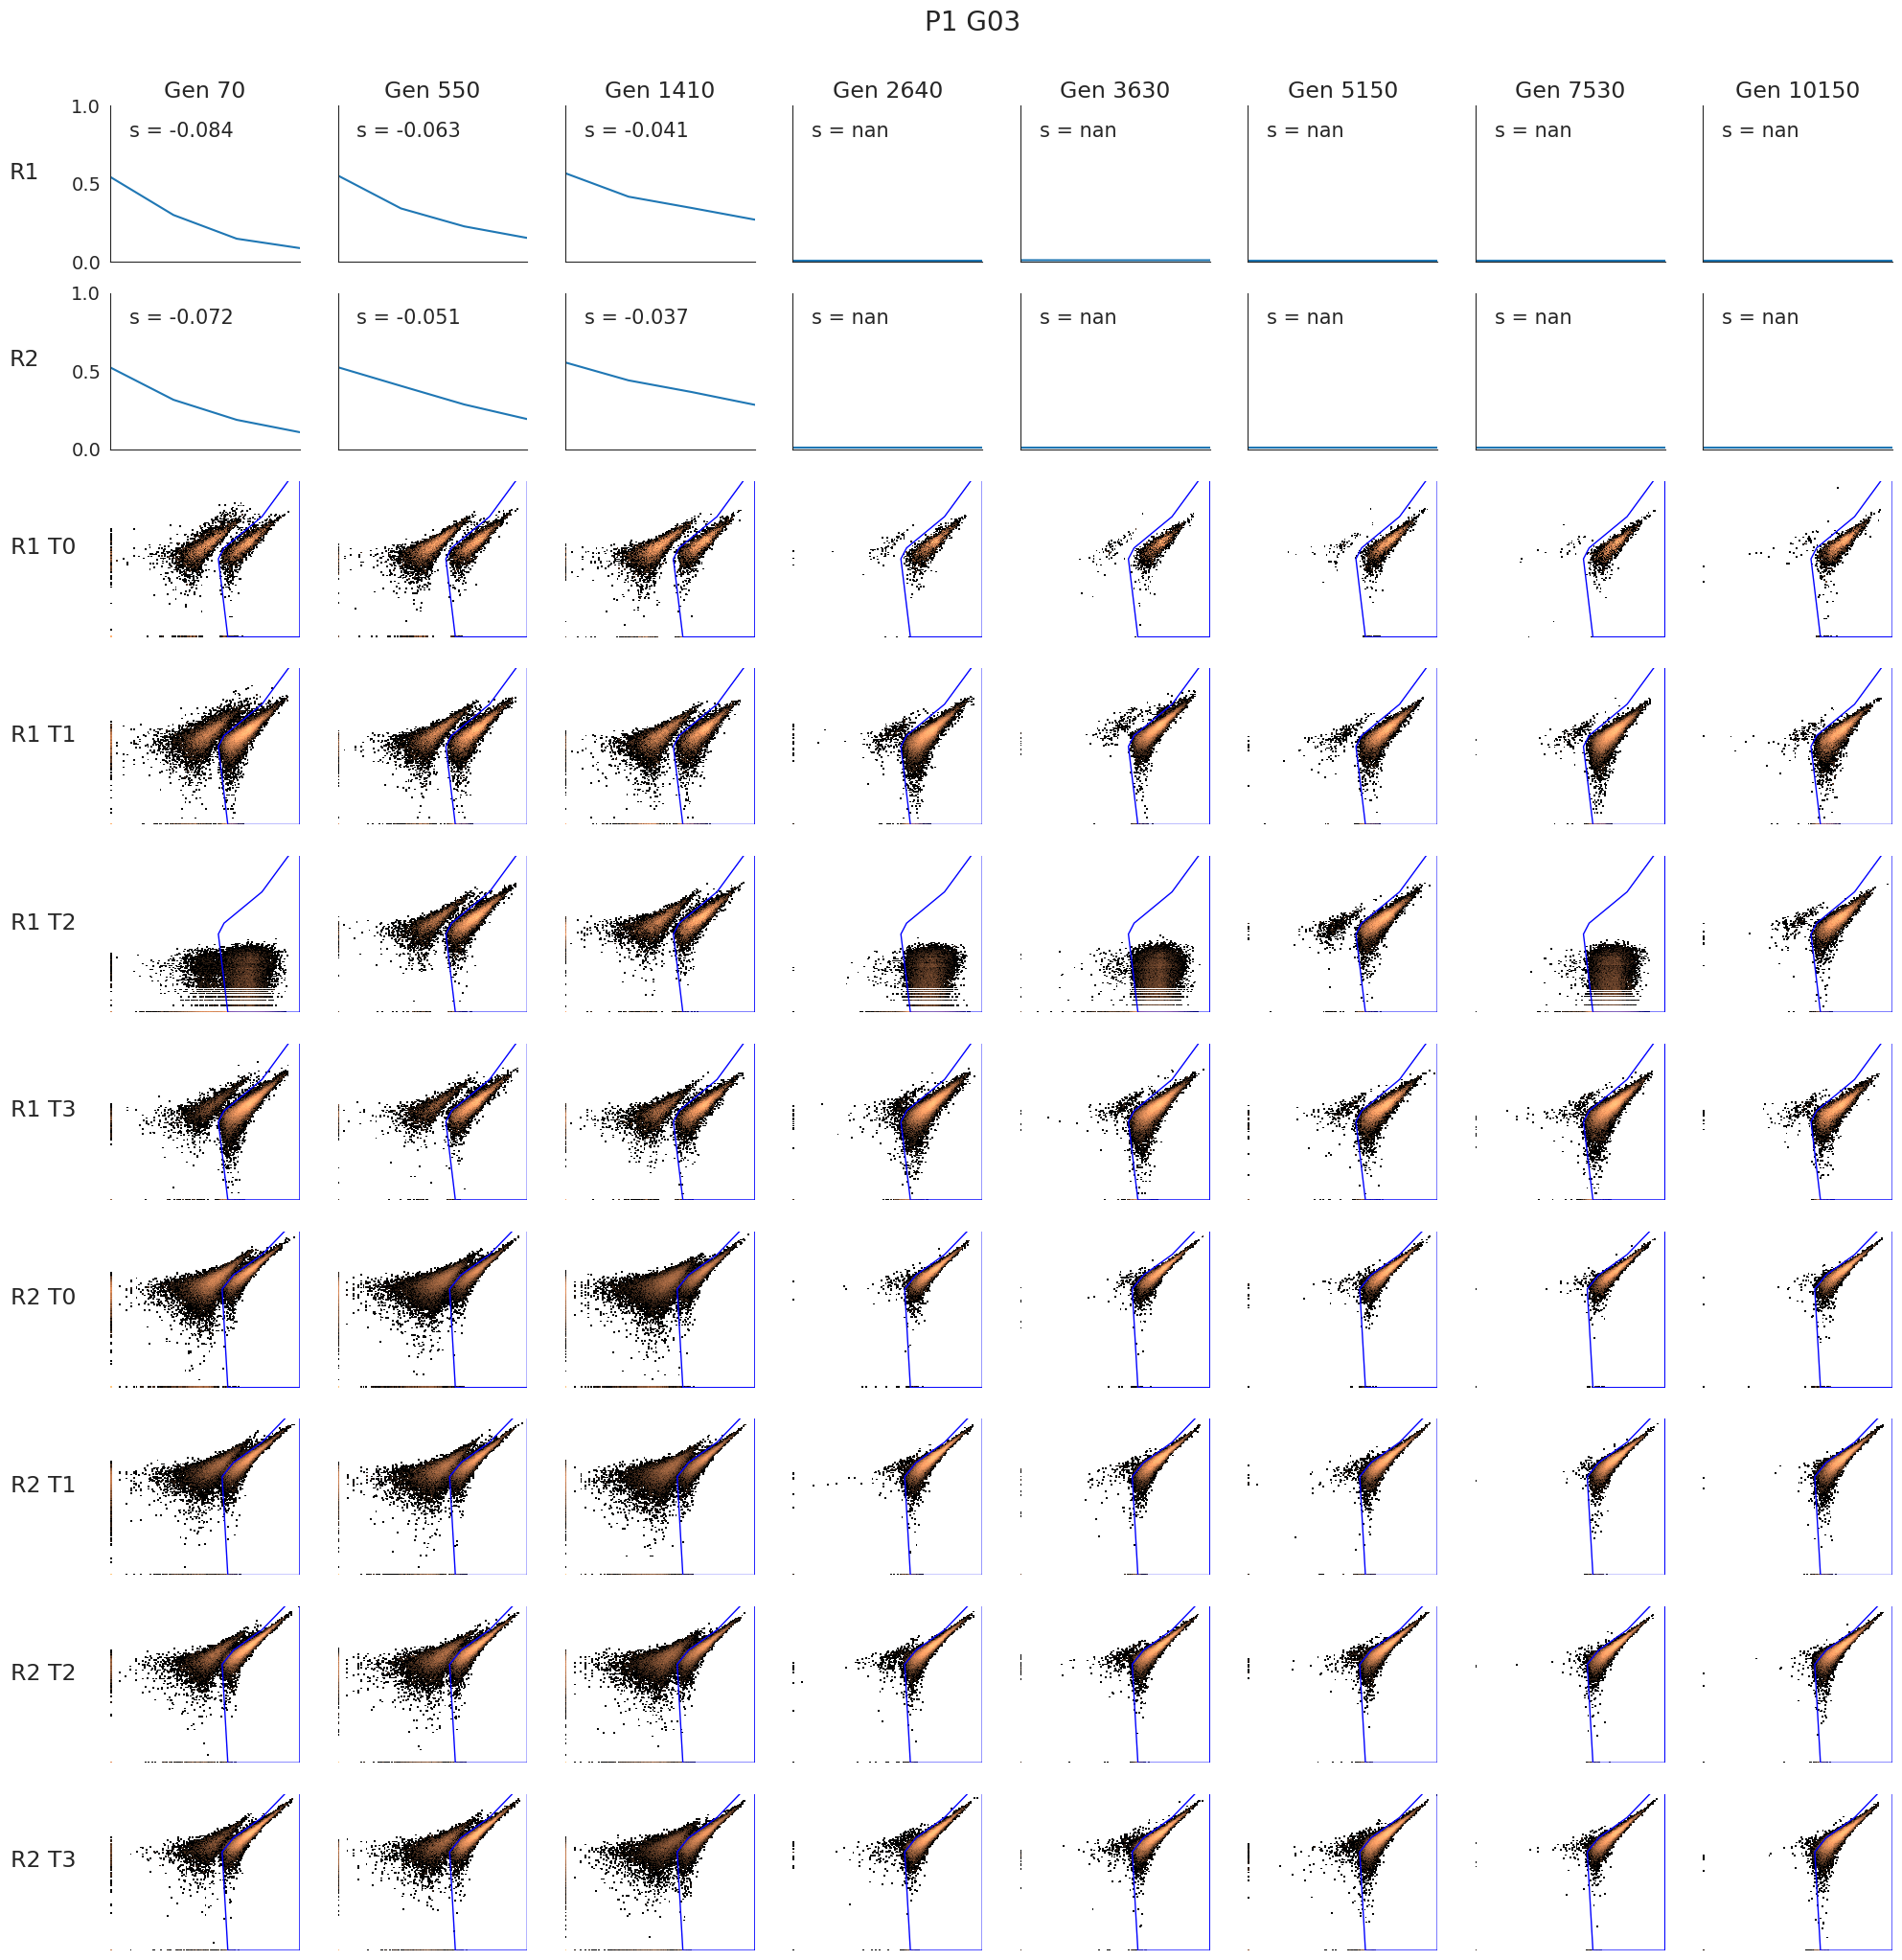 P1 G03
Gen 70 Gen 550 Gen 1410 Gen 2640 Gen 3630 Gen 5150 Gen 7530 Gen 10150
1.0
s = -0.084 s = -0.063 s = -0.041 s = nan s = nan s = nan s = nan s = nan
R1
0.5
0.0
1.0
s = -0.072 s = -0.051 s = -0.037 s = nan s = nan s = nan s = nan s = nan
R2
0.5
0.0
R1 T0
R1 T1
R1 T2
R1 T3
R2 T0
R2 T1
R2 T2
R2 T3